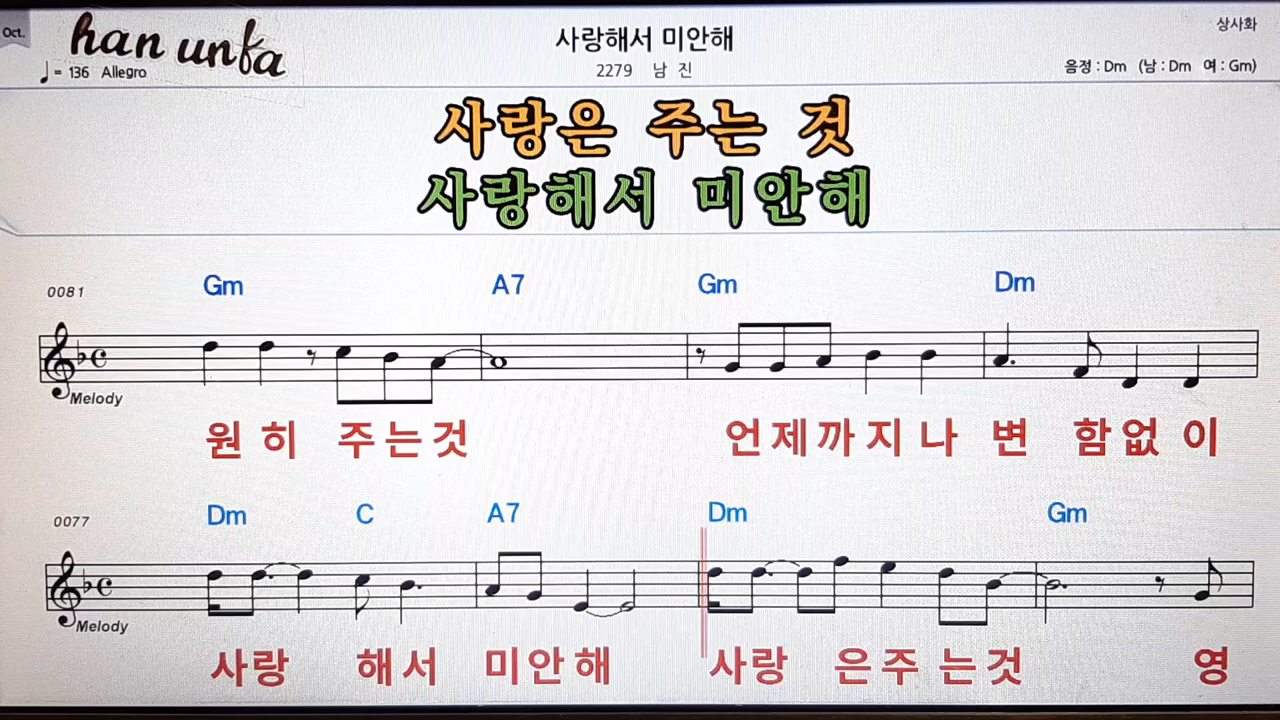 Oct.
han unfa
♩= 136 Allegro
사랑해서 미안해
2279 남 진
상사화
음정 : Dm (남 : Dm 여 : Gm)
사랑은 주는 것
사랑해서 미안해
0081 Gm A7 Gm Dm
Melody
원히 주는것 언제까지나 변 함없이
0077 Dm C A7 Dm Gm
Melody
사랑 해서 미안해 사랑 은주 는것 영